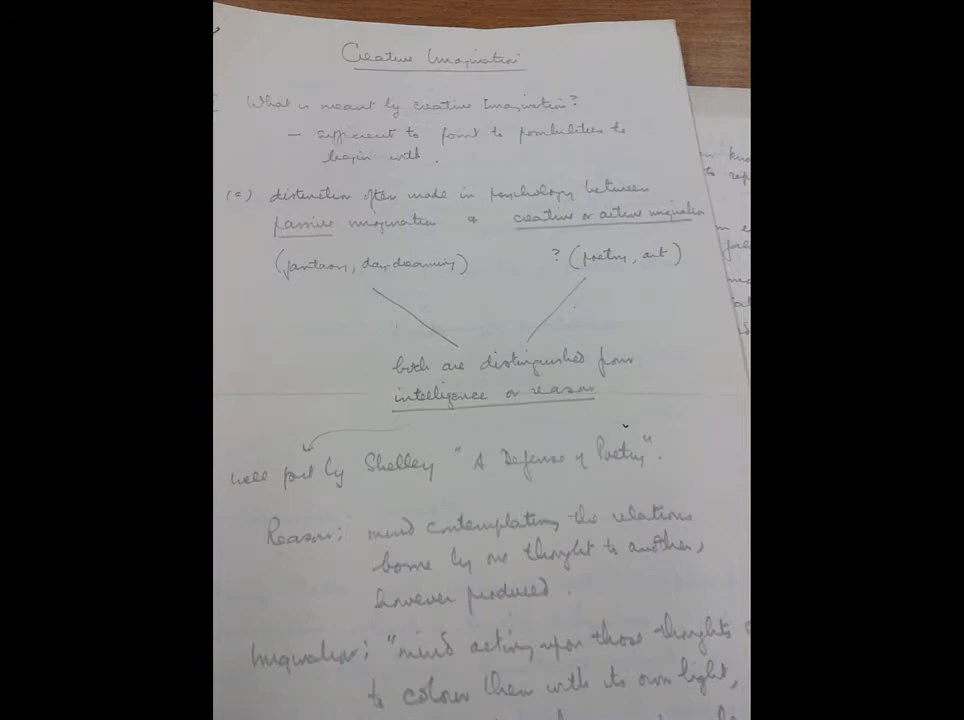 Creative Imagination
What is meant by creative Imagination?
— sufficient to point to possibilities to
begin with.
(a) distinction often made in psychology between
passive imagination + creative or active imagination
(fantasy, day dreaming) ? (poetry, art)
both are distinguished from
intelligence or reason
well put by Shelley "A Defense of Poetry".
Reason: mind contemplating the relations
borne by one thought to another,
however produced.
Imagination: "mind acting upon those thoughts
to colour them with its own light,